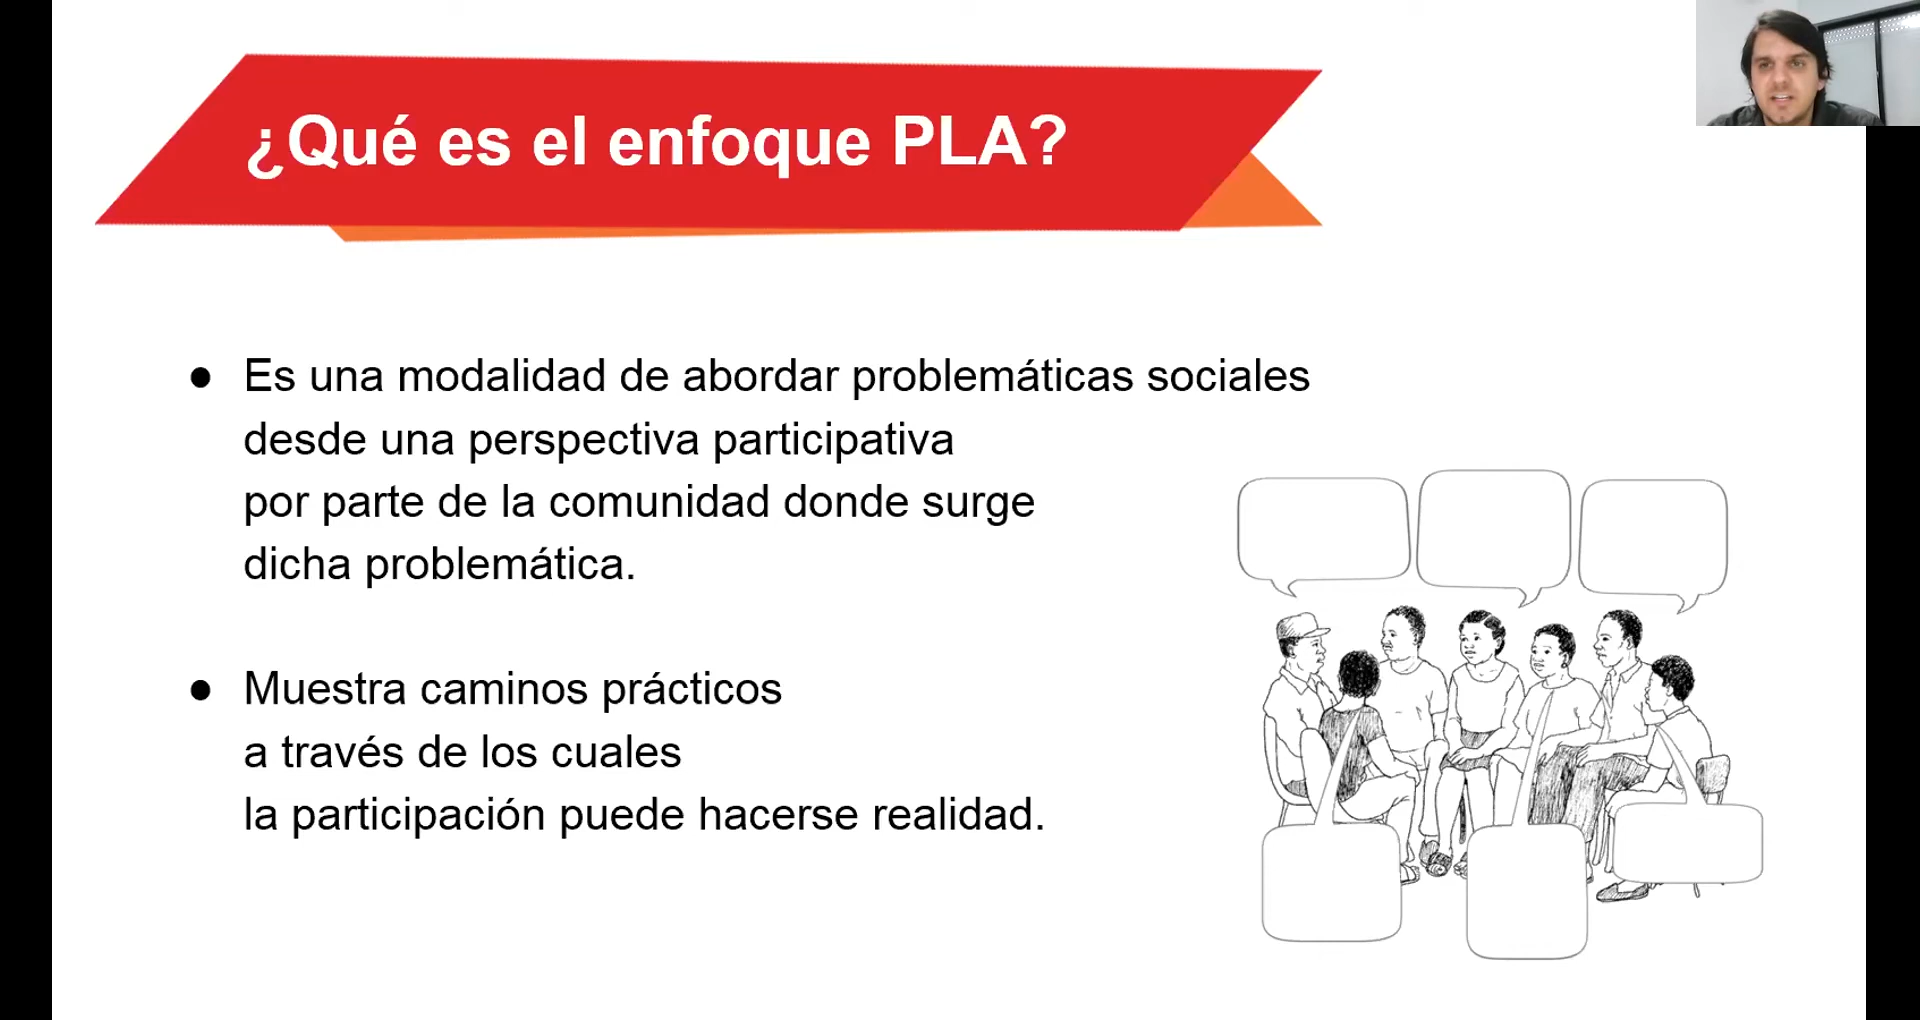 ¿Qué es el enfoque PLA?
● Es una modalidad de abordar problemáticas sociales
desde una perspectiva participativa
por parte de la comunidad donde surge
dicha problemática.
● Muestra caminos prácticos
a través de los cuales
la participación puede hacerse realidad.